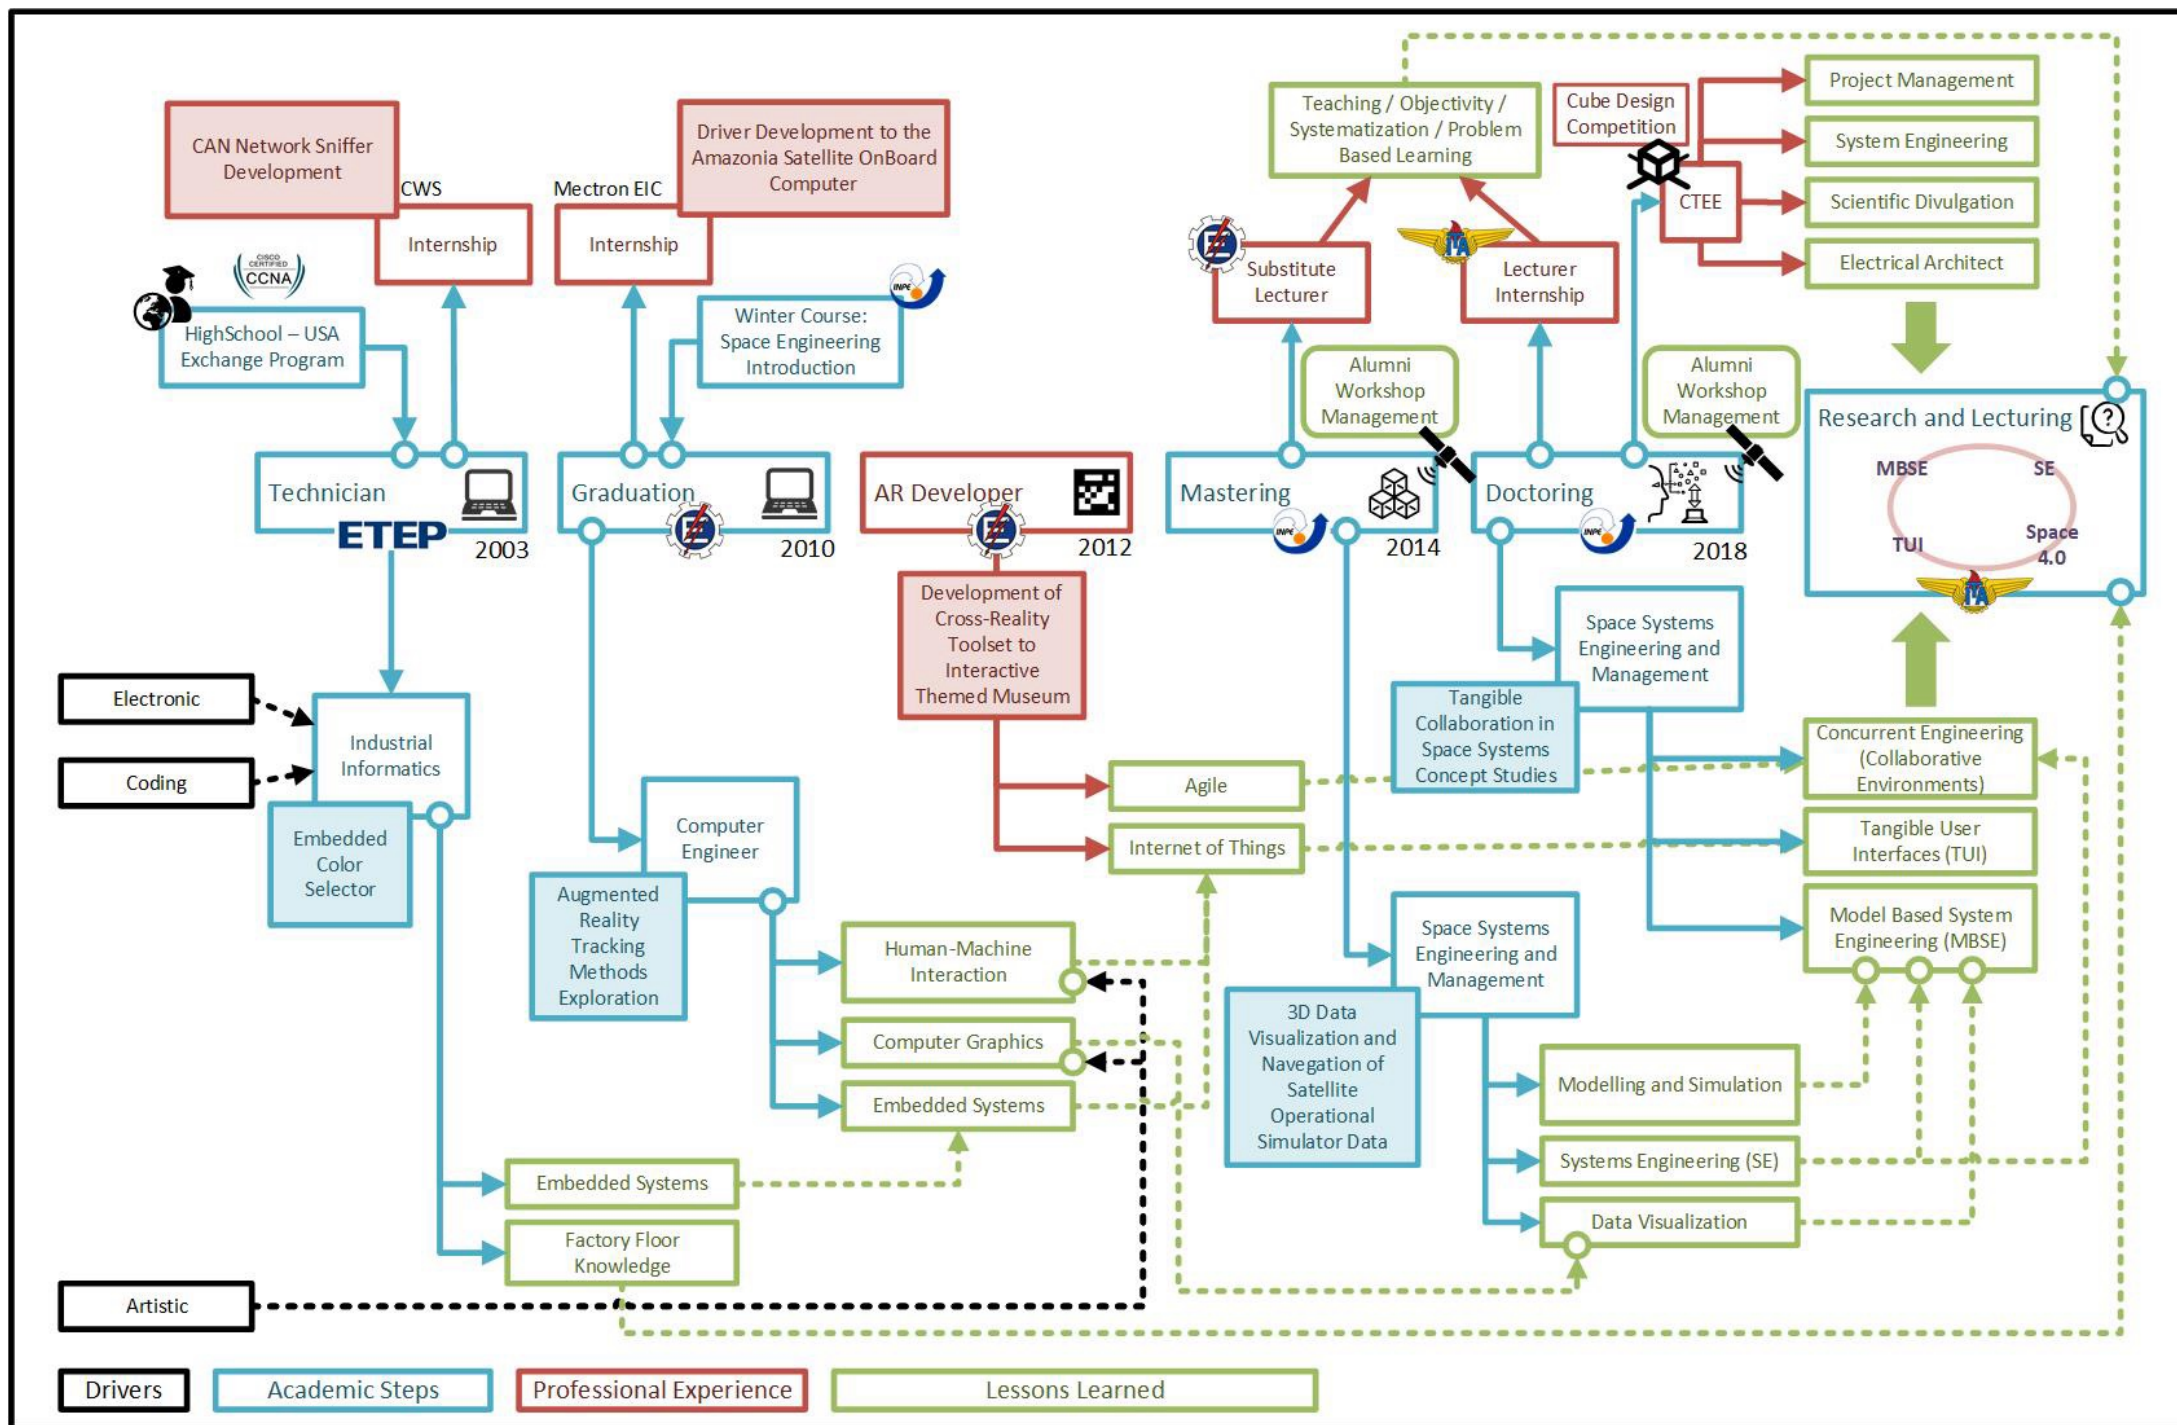 CAN Network Sniffer
Development
CWS
Internship
CISCO
CERTIFIED
CCNA
HighSchool – USA
Exchange Program
Mectron EIC
Driver Development to the
Amazonia Satellite OnBoard
Computer
Internship
INPE
Winter Course:
Space Engineering
Introduction
Teaching / Objectivity /
Systematization / Problem
Based Learning
Substitute
Lecturer
ITA
Lecturer
Internship
Cube Design
Competition
CTEE
Project Management
System Engineering
Scientific Divulgation
Electrical Architect
Alumni
Workshop
Management
Alumni
Workshop
Management
Technician
ETEP
2003
Graduation
2010
AR Developer
2012
Mastering
INPE
2014
Doctoring
INPE
2018
Research and Lecturing
MBSE
SE
TUI
Space
4.0
ITA
Development of
Cross-Reality
Toolset to
Interactive
Themed Museum
Space Systems
Engineering and
Management
Tangible
Collaboration in
Space Systems
Concept Studies
Electronic
Coding
Industrial
Informatics
Embedded
Color
Selector
Computer
Engineer
Augmented
Reality
Tracking
Methods
Exploration
Agile
Internet of Things
Concurrent Engineering
(Collaborative
Environments)
Tangible User
Interfaces (TUI)
Model Based System
Engineering (MBSE)
Human-Machine
Interaction
Computer Graphics
Embedded Systems
Space Systems
Engineering and
Management
3D Data
Visualization and
Navegation of
Satellite
Operational
Simulator Data
Modelling and Simulation
Systems Engineering (SE)
Data Visualization
Embedded Systems
Factory Floor
Knowledge
Artistic
Drivers
Academic Steps
Professional Experience
Lessons Learned